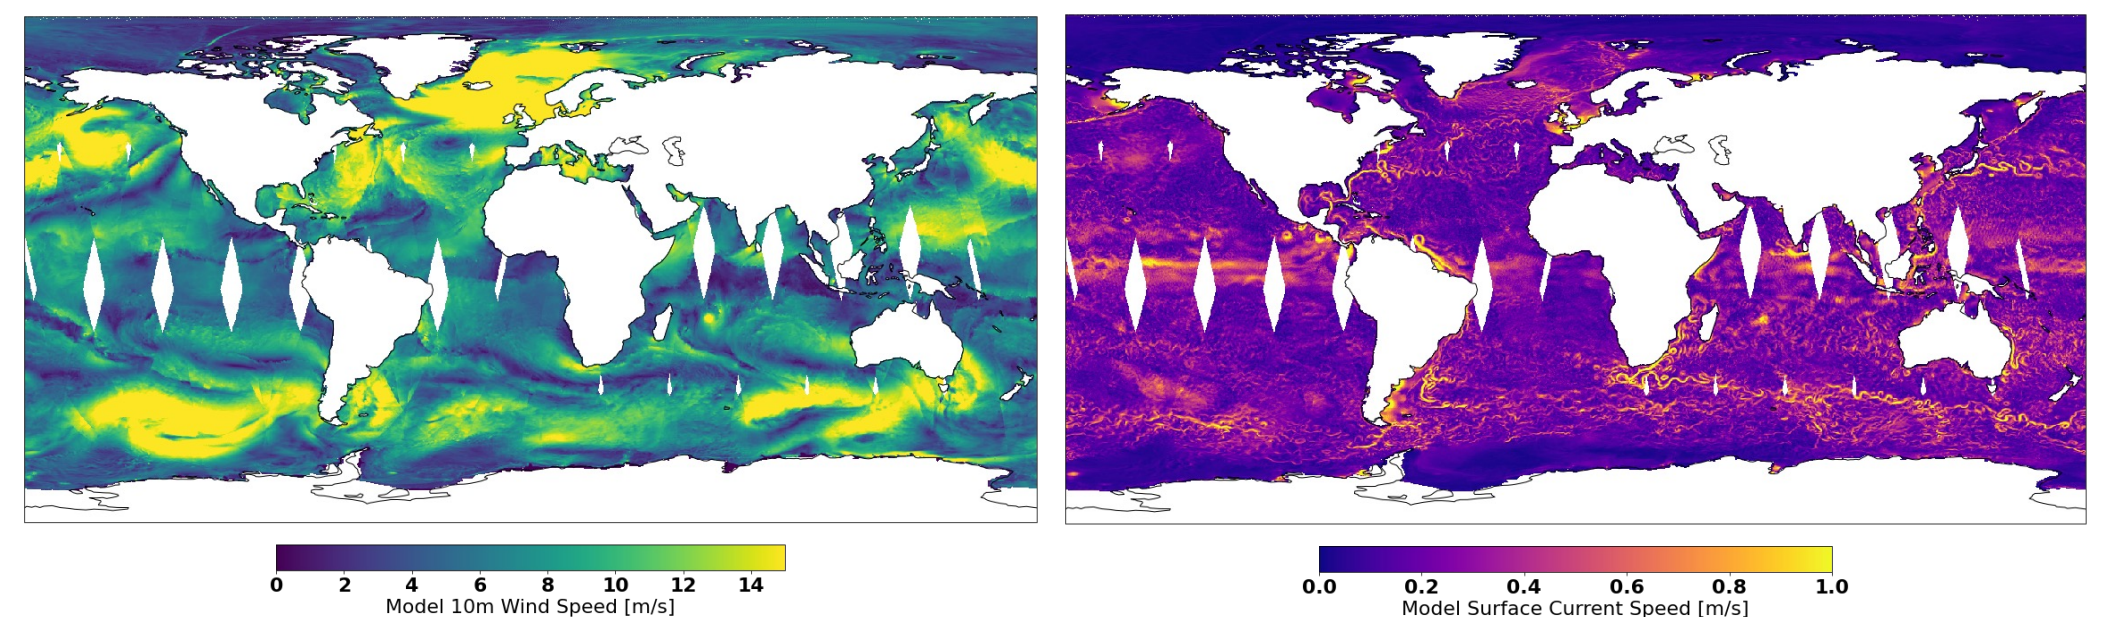 0 2 4 6 8 10 12 14
Model 10m Wind Speed [m/s]
0.0 0.2 0.4 0.6 0.8 1.0
Model Surface Current Speed [m/s]